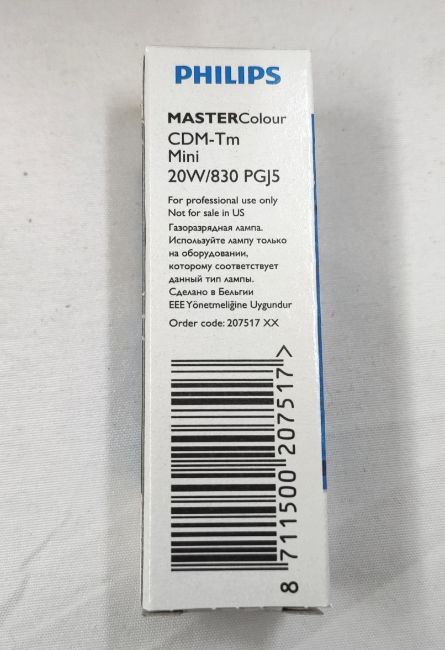 PHILIPS
MASTERColour
CDM-Tm
Mini
20W/830 PGJ5
For professional use only
Not for sale in US
Газоразрядная лампа.
Используйте лампу только
на оборудовании,
которому соответствует
данный тип лампы.
Сделано в Бельгии
EEE Yönetmeliğine Uygundur
Order code: 207517 XX
8 711500 207517 >